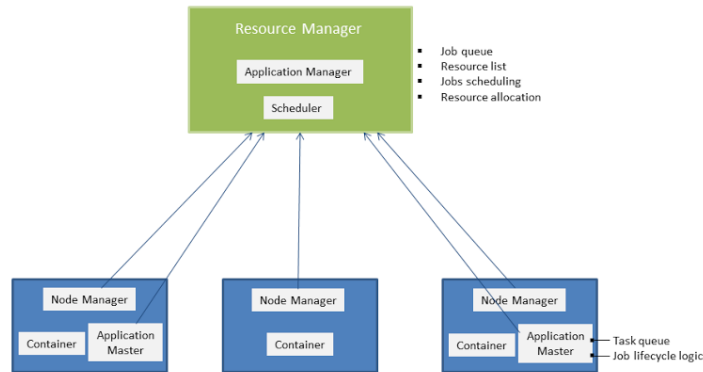 Resource Manager
Application Manager
Scheduler
▪ Job queue
▪ Resource list
▪ Jobs scheduling
▪ Resource allocation
Node Manager
Container
Application
Master
Node Manager
Container
Node Manager
Container
Application
Master
Task queue
Job lifecycle logic